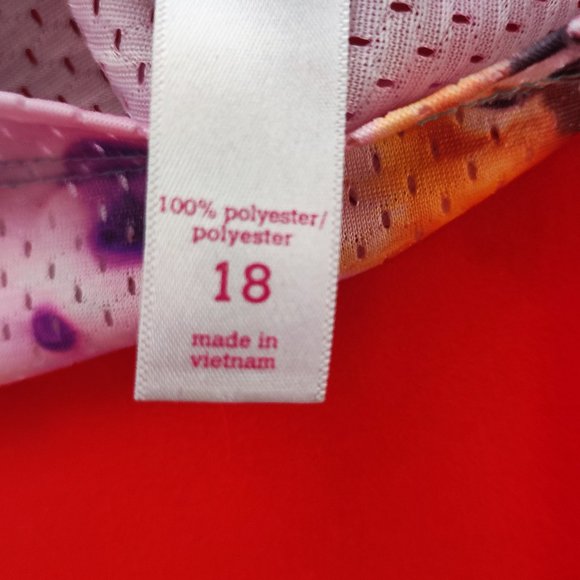 100% polyester/
polyester
18
made in
vietnam